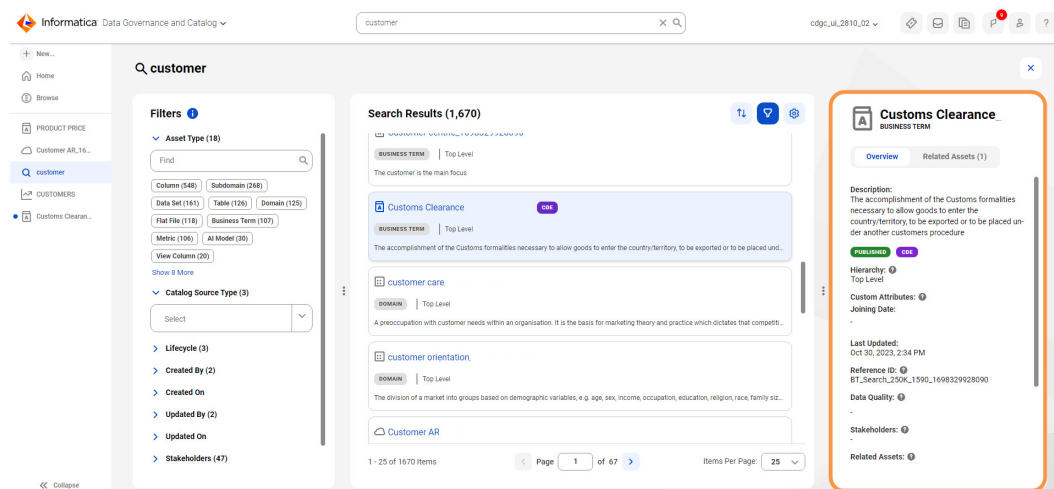 Informatica Data Governance and Catalog
customer
cdgc_ui_2810_02
9
?
New...
Home
Browse
PRODUCT PRICE
Customer AR_16...
customer
CUSTOMERS
Customs Clearan...
Collapse
customer
Filters
Asset Type (18)
Find
Column (548) Subdomain (268)
Data Set (161) Table (126) Domain (125)
Flat File (118) Business Term (107)
Metric (106) AI Model (30)
View Column (20)
Show 8 More
Catalog Source Type (3)
Select
Lifecycle (3)
Created By (2)
Created On
Updated By (2)
Updated On
Stakeholders (47)
Search Results (1,670)
BUSINESS TERM Top Level
The customer is the main focus
Customs Clearance CDE
BUSINESS TERM Top Level
The accomplishment of the Customs formalities necessary to allow goods to enter the country/territory, to be exported or to be placed und...
customer care
DOMAIN Top Level
A preoccupation with customer needs within an organisation. It is the basis for marketing theory and practice which dictates that competiti...
customer orientation
DOMAIN Top Level
The division of a market into groups based on demographic variables, e.g. age, sex, income, occupation, education, religion, race, family siz...
Customer AR
1 - 25 of 1670 Items Page 1 of 67 Items Per Page: 25
Customs Clearance_
BUSINESS TERM
Overview Related Assets (1)
Description:
The accomplishment of the Customs formalities
necessary to allow goods to enter the
country/territory, to be exported or to be placed un-
der another customers procedure
PUBLISHED CDE
Hierarchy:
Top Level
Custom Attributes:
Joining Date:
-
Last Updated:
Oct 30, 2023, 2:34 PM
Reference ID:
BT_Search_250K_1590_1698329928090
Data Quality:
-
Stakeholders:
-
Related Assets: